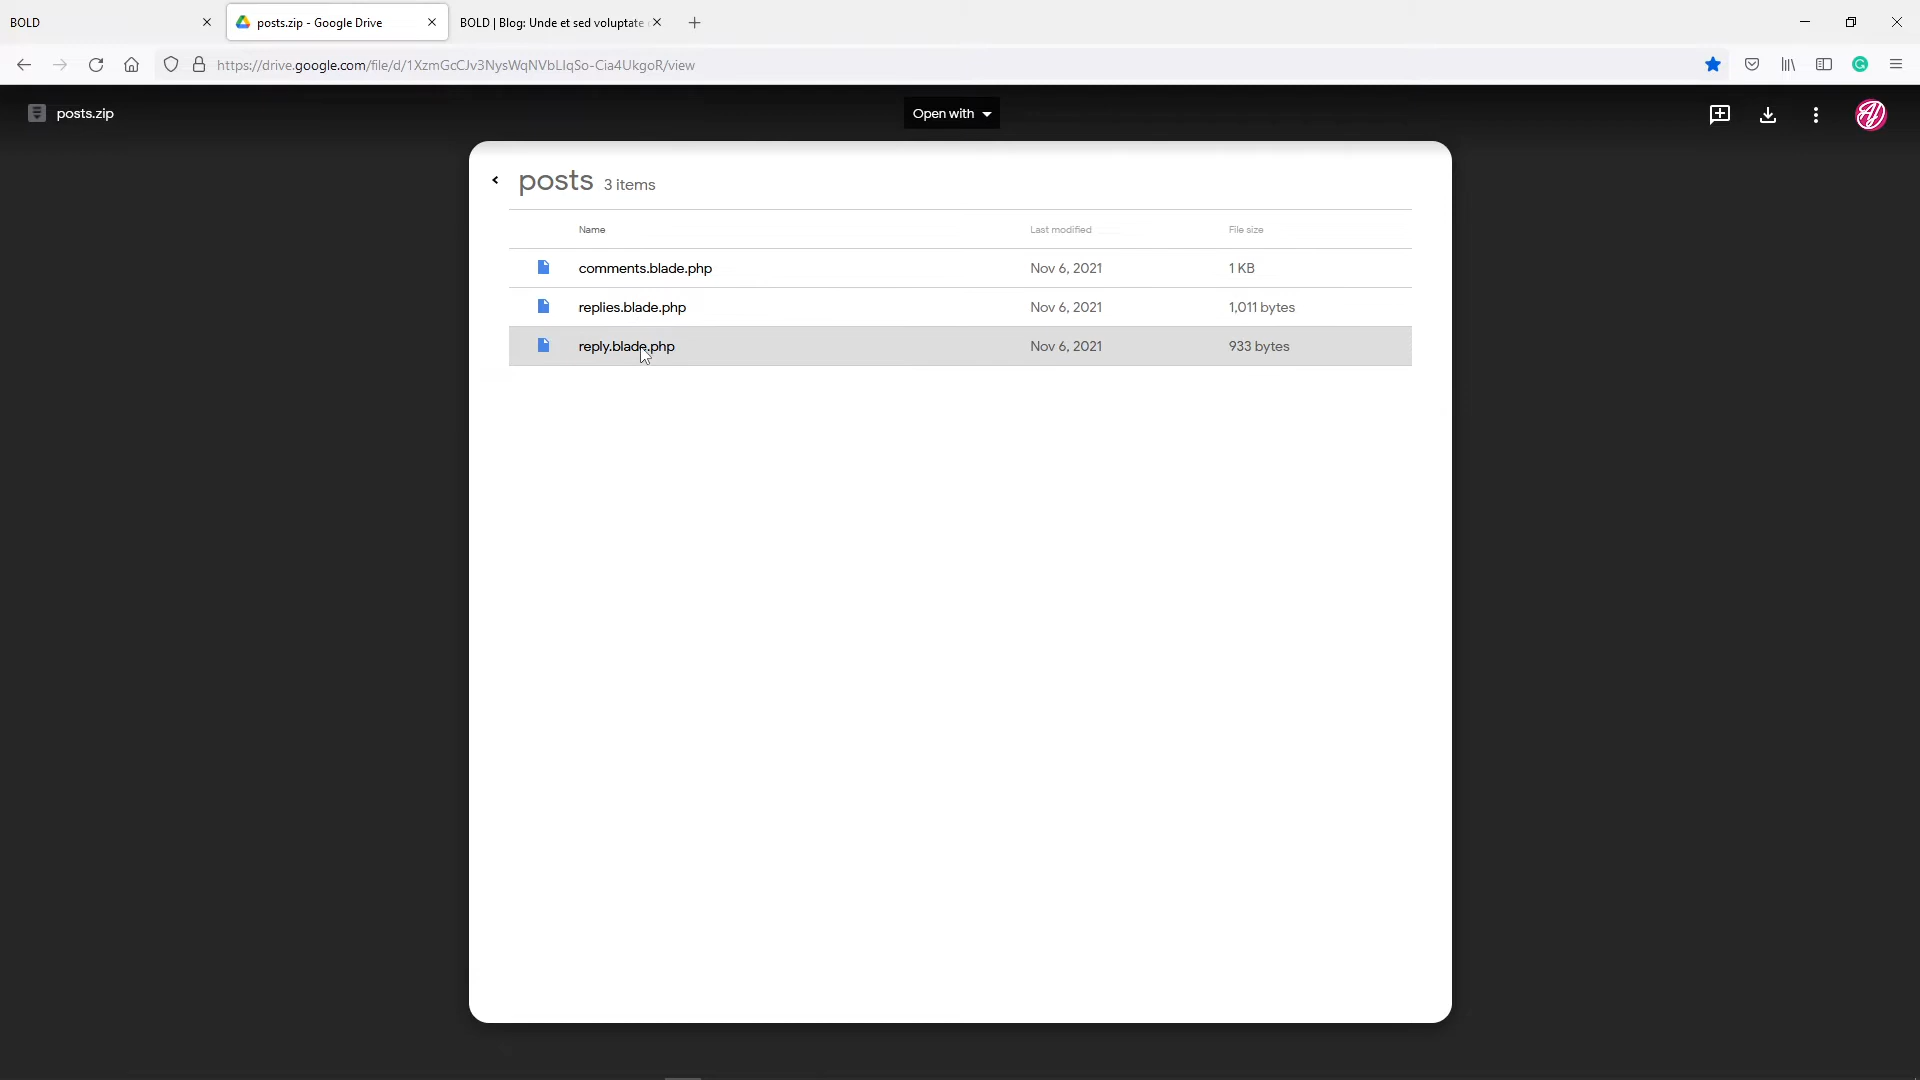 BOLD
posts.zip - Google Drive
BOLD | Blog: Unde et sed voluptate
https://drive.google.com/file/d/1XzmGcCJv3NysWqNVbLIqSo-Cia4UkgoR/view
posts.zip
Open with
posts 3 items
Name Last modified File size
comments.blade.php Nov 6, 2021 1 KB
replies.blade.php Nov 6, 2021 1,011 bytes
reply.blade.php Nov 6, 2021 933 bytes